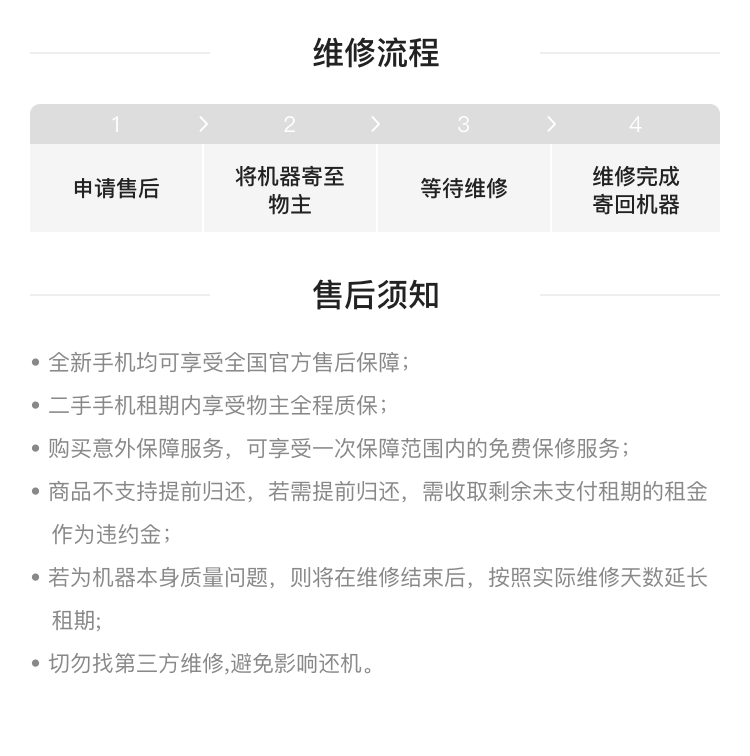 维修流程
1 > 2 > 3 > 4
申请售后
将机器寄至
物主
等待维修
维修完成
寄回机器
售后须知
• 全新手机均可享受全国官方售后保障；
• 二手手机租期内享受物主全程质保；
• 购买意外保障服务，可享受一次保障范围内的免费保修服务；
• 商品不支持提前归还，若需提前归还，需收取剩余未支付租期的租金
作为违约金；
• 若为机器本身质量问题，则将在维修结束后，按照实际维修天数延长
租期;
• 切勿找第三方维修,避免影响还机。